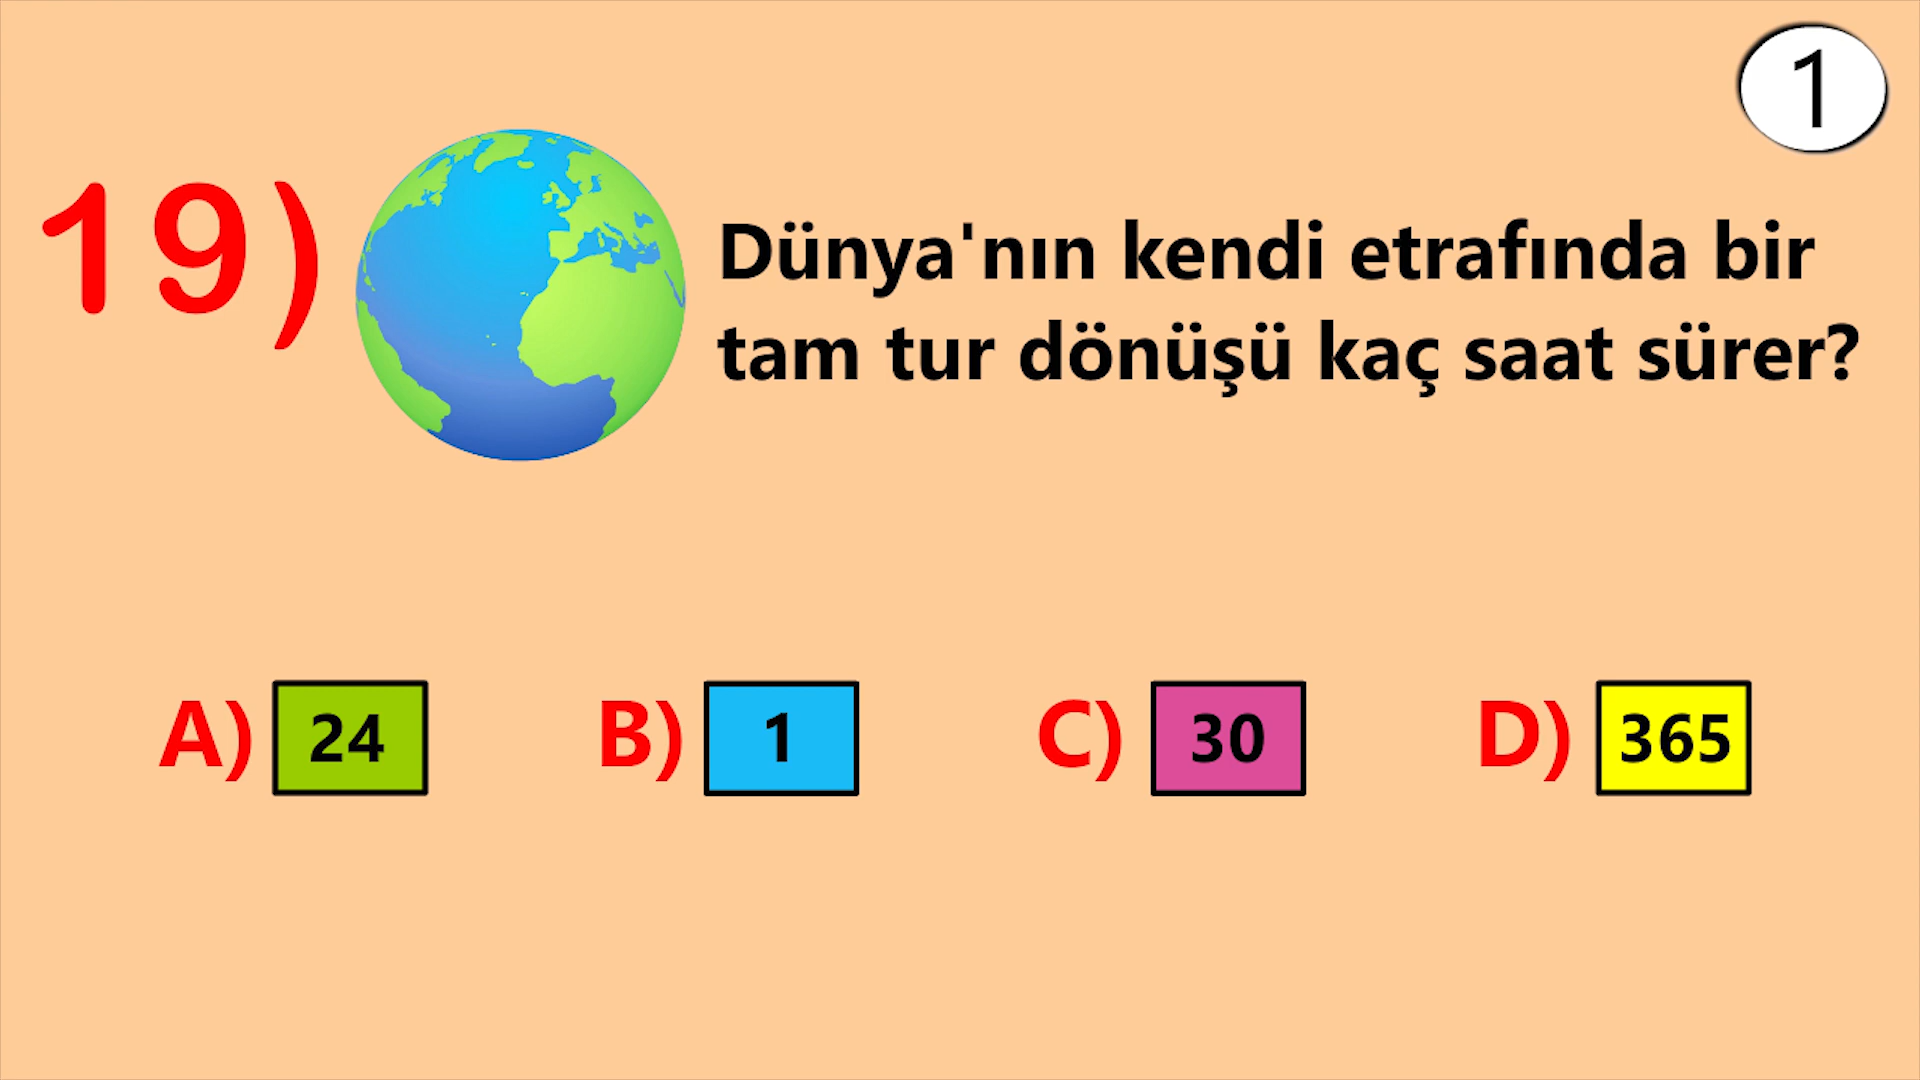 1
19)
Dünya'nın kendi etrafında bir
tam tur dönüşü kaç saat sürer?
A) 24 B) 1 C) 30 D) 365